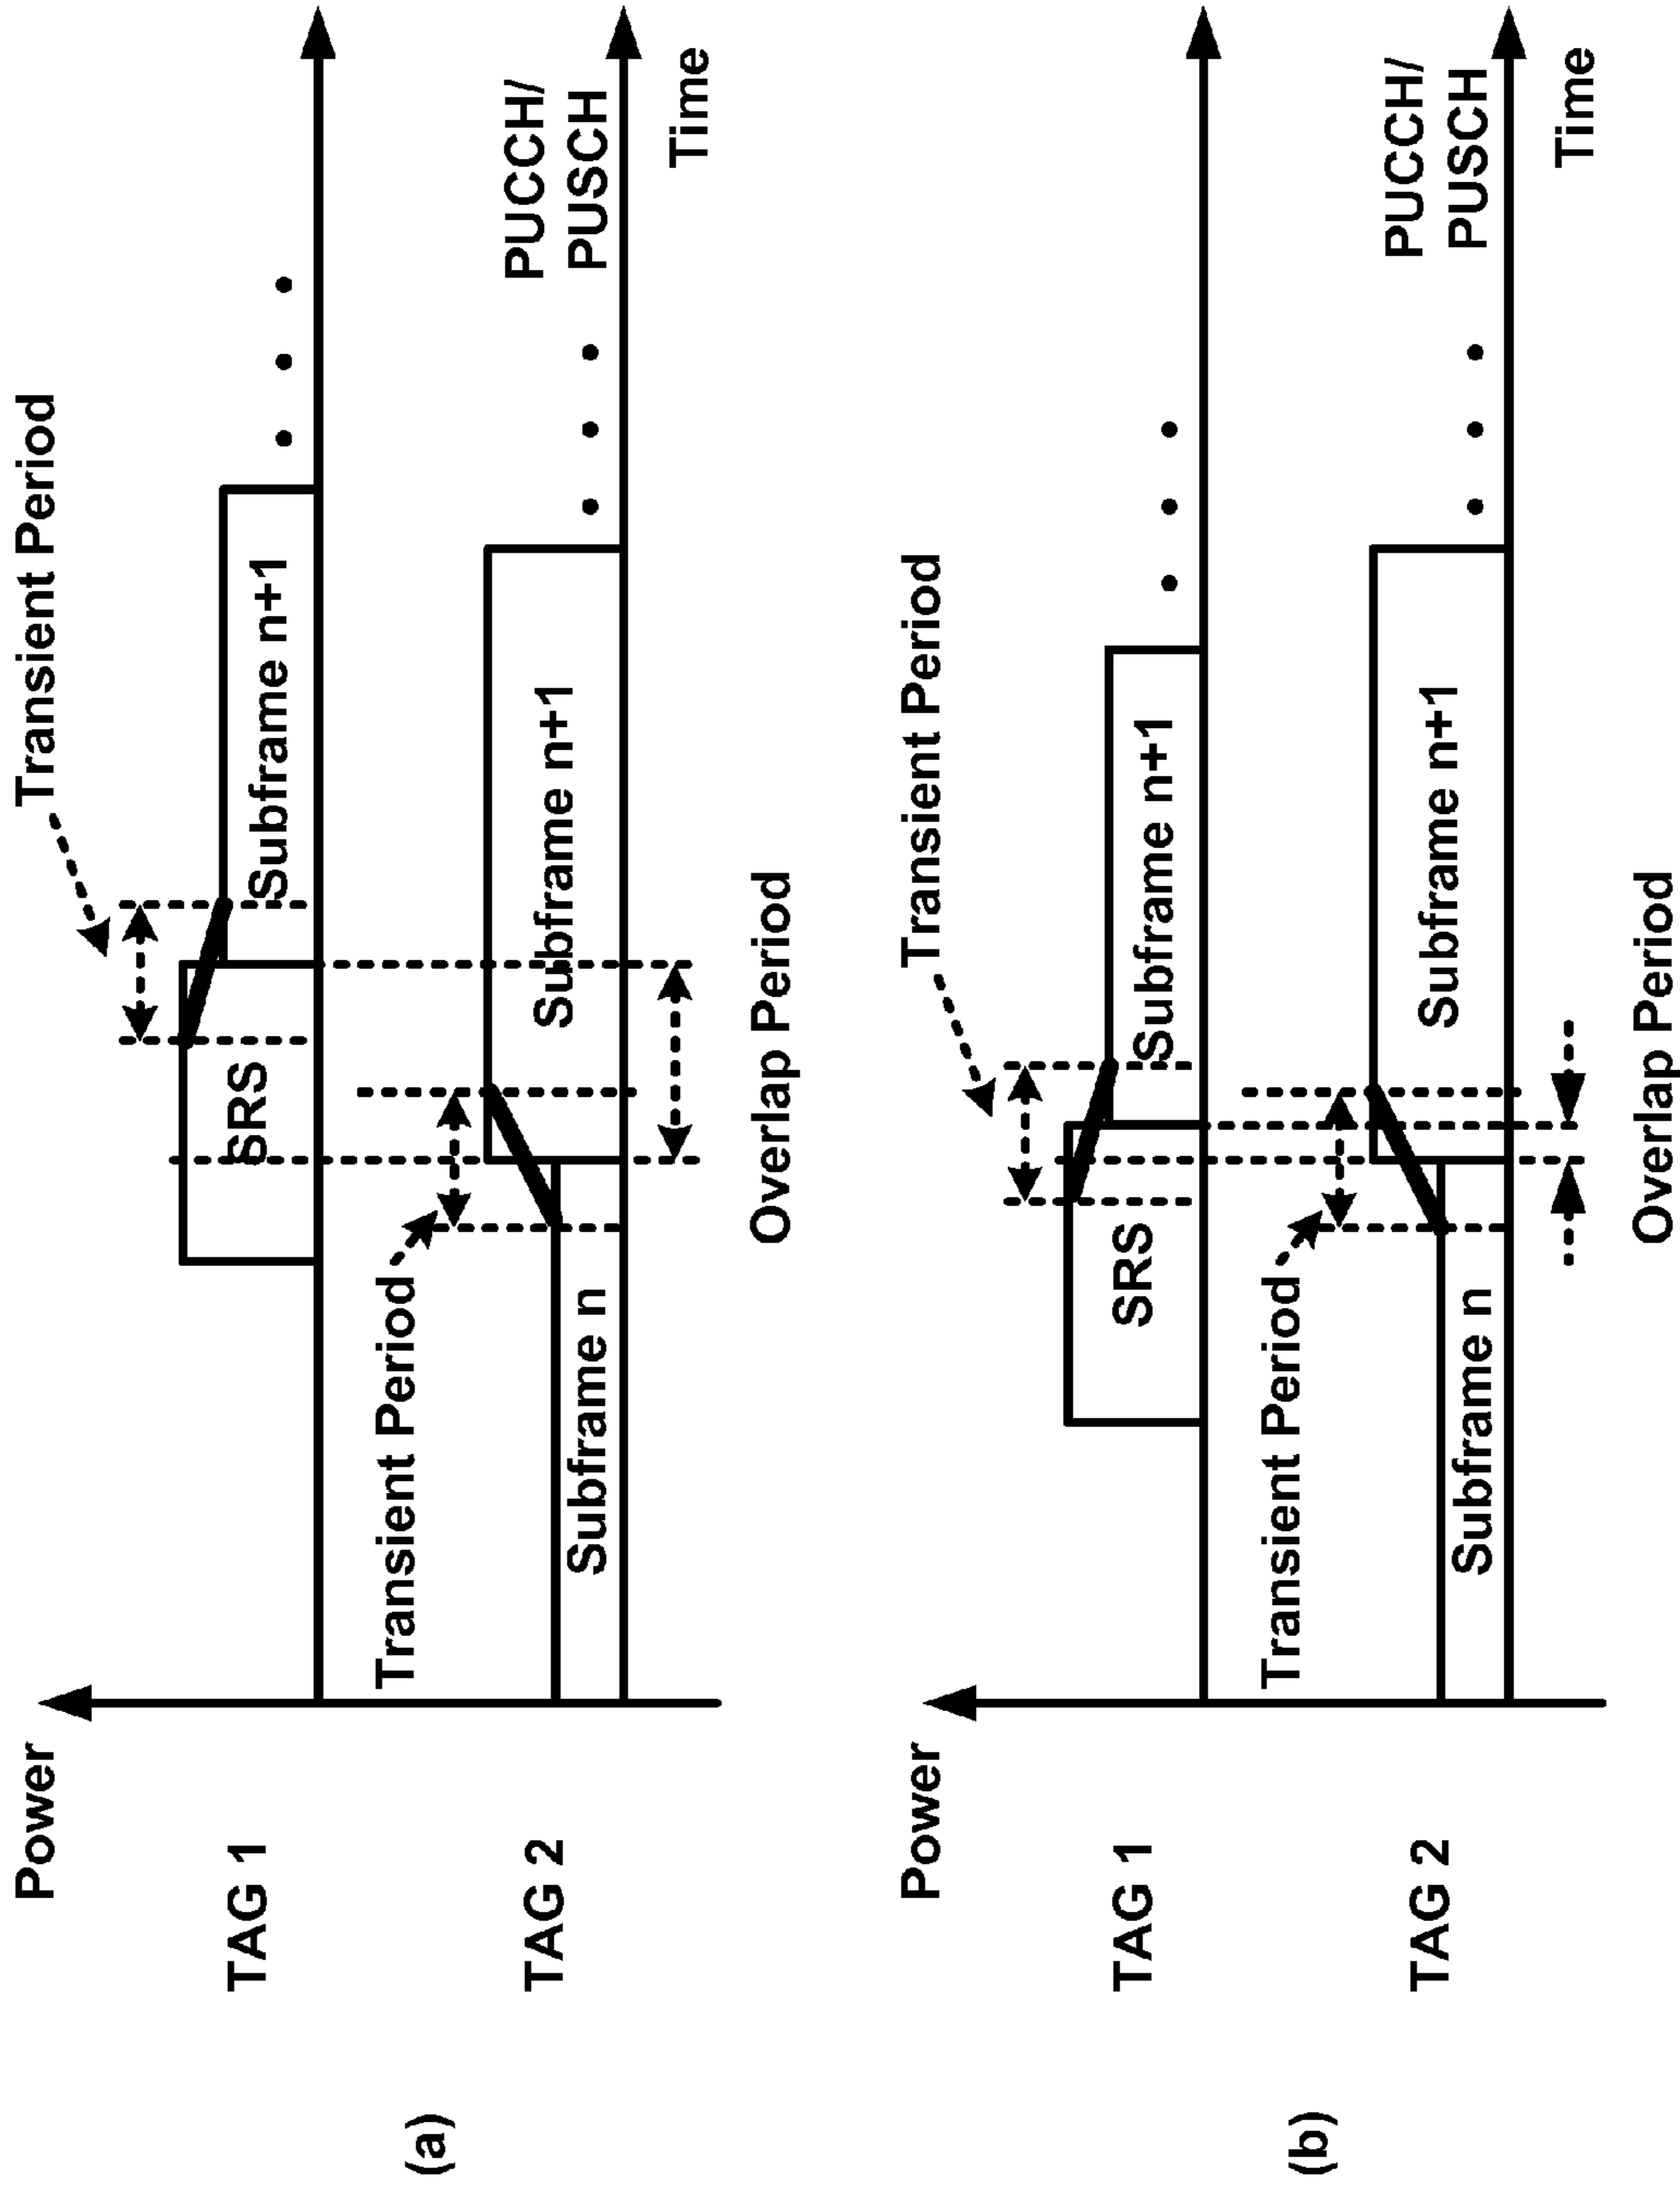 Power
Transient Period
TAG 1
SRS
Subframe n+1
Transient Period
TAG 2
Subframe n
Subframe n+1
PUCCH/
PUSCH
Time
Overlap Period
(a)
Power
Transient Period
TAG 1
SRS
Subframe n+1
Transient Period
TAG 2
Subframe n
Subframe n+1
PUCCH/
PUSCH
Time
Overlap Period
(b)